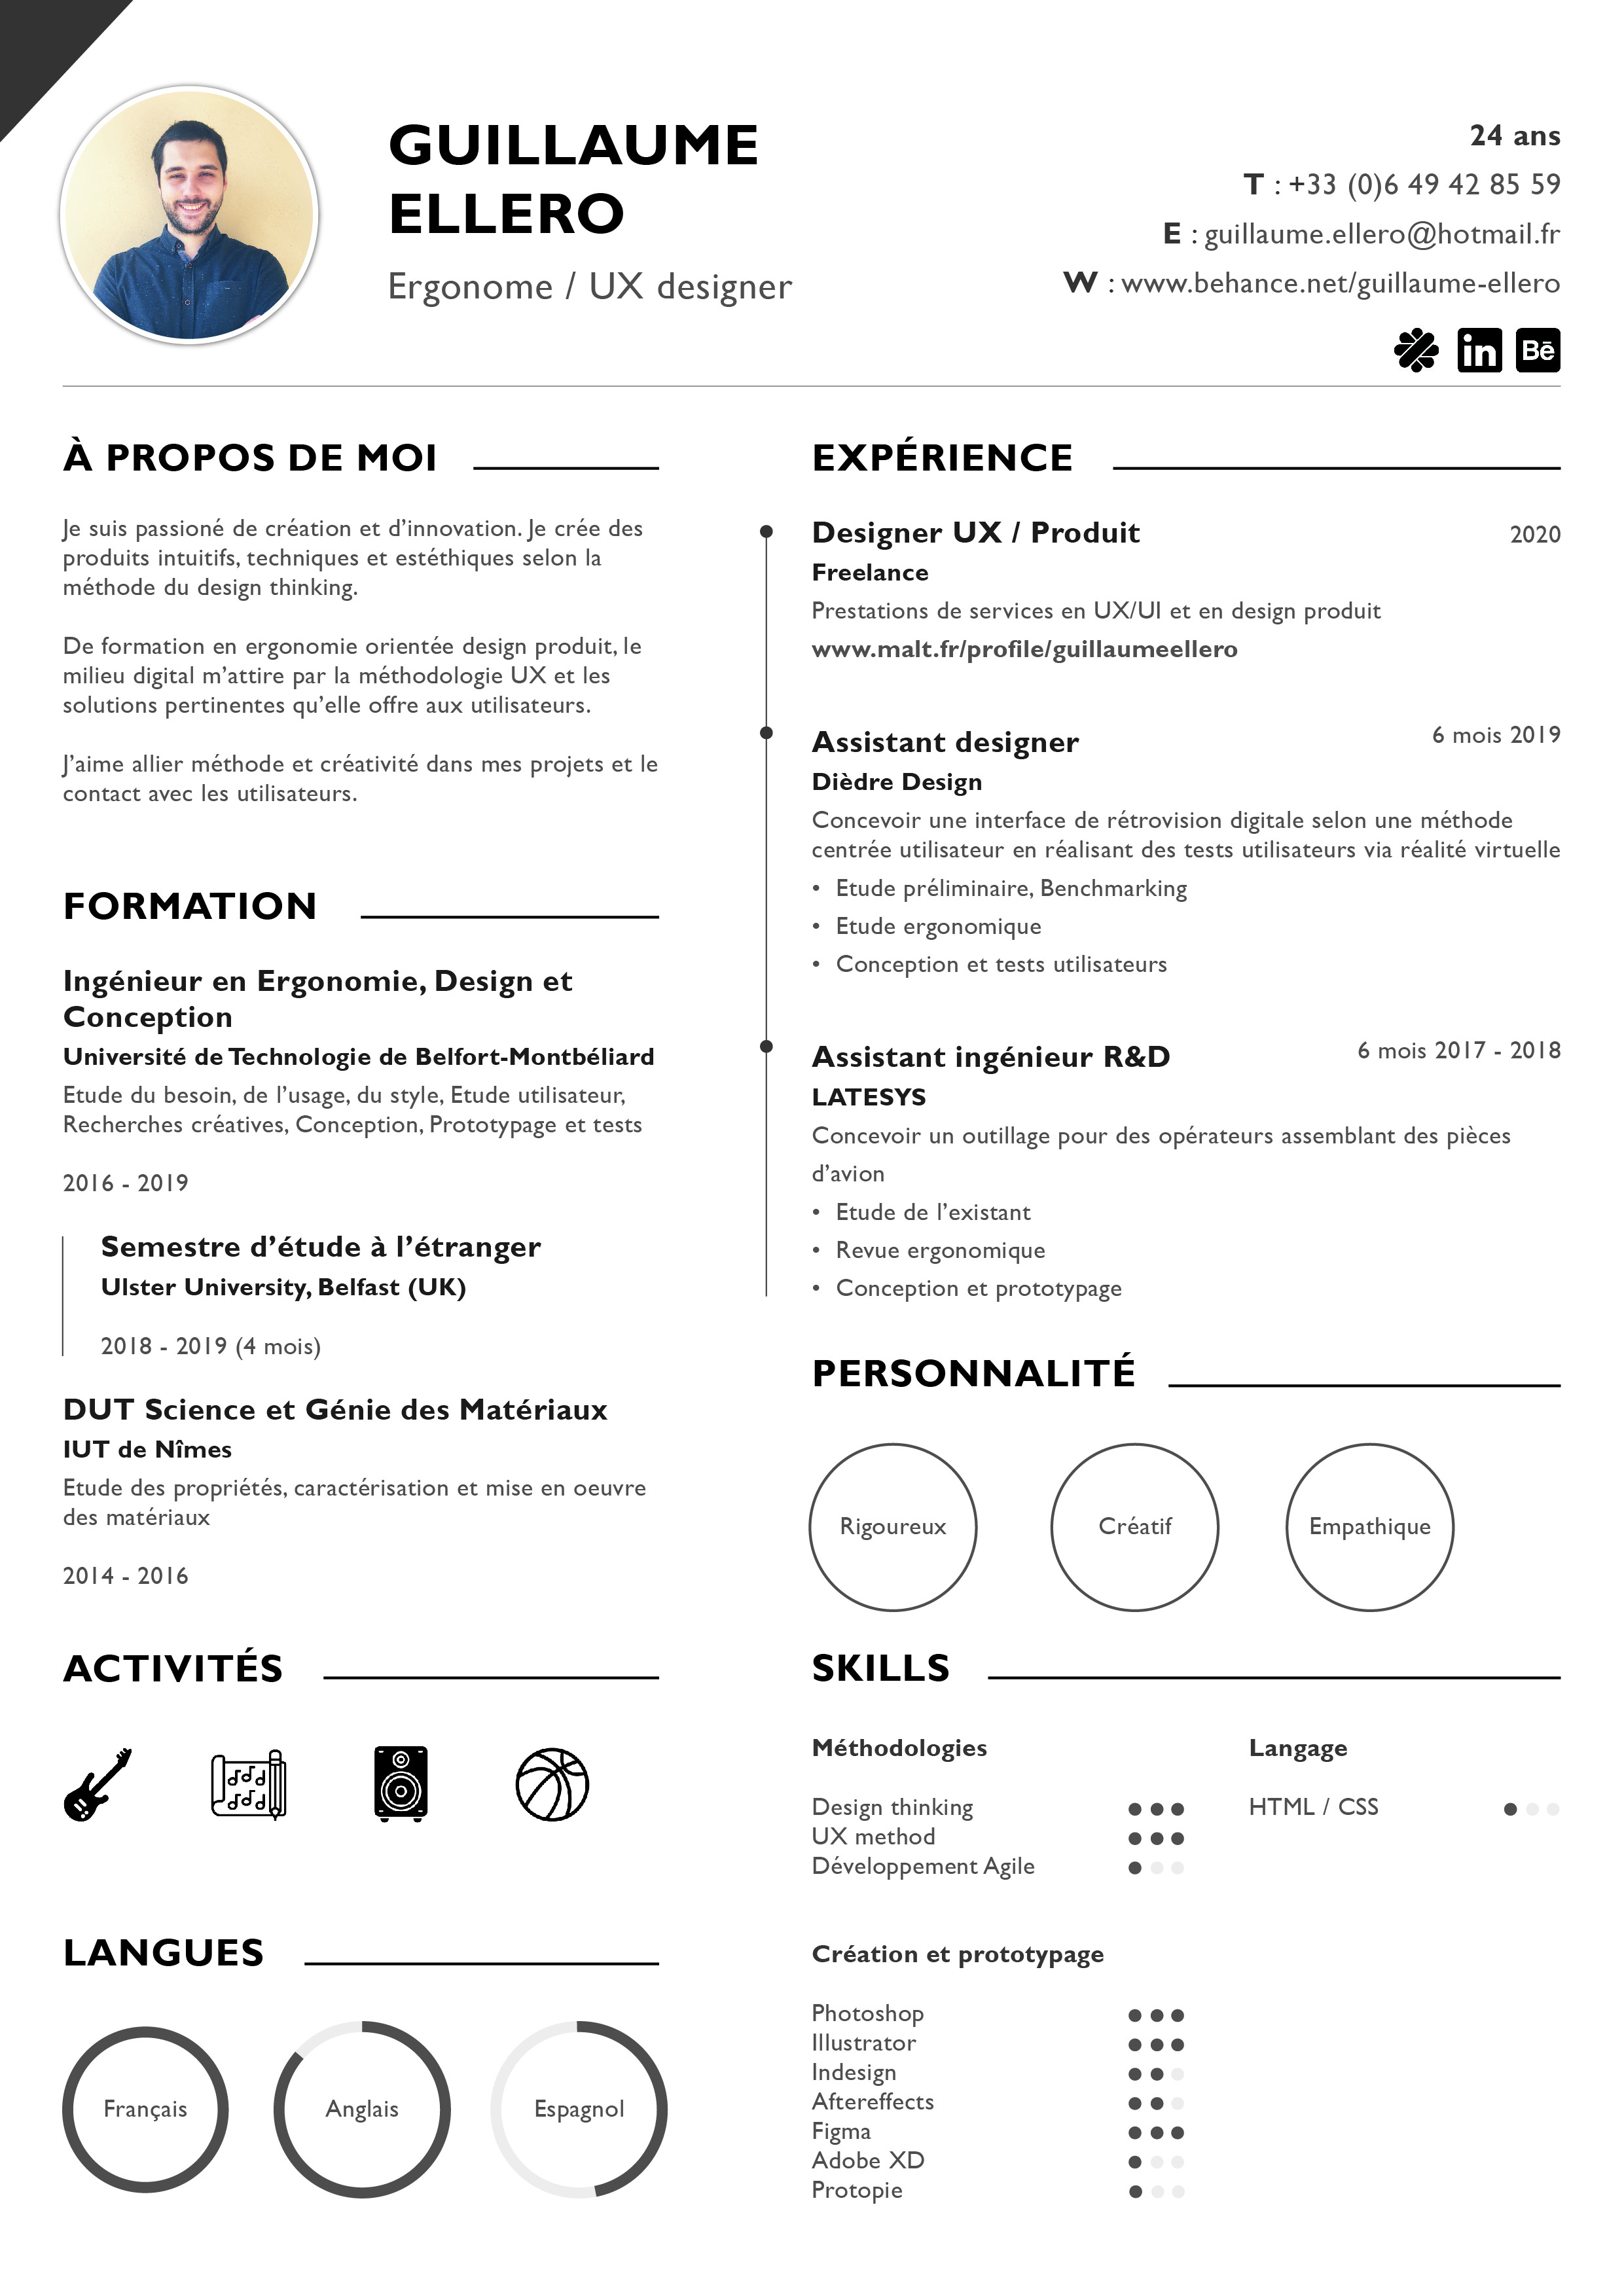 GUILLAUME
ELLERO
Ergonome / UX designer
24 ans
T : +33 (0)6 49 42 85 59
E : guillaume.ellero@hotmail.fr
W : www.behance.net/guillaume-ellero
in
Bē
À PROPOS DE MOI
Je suis passioné de création et d’innovation. Je crée des
produits intuitifs, techniques et estéthiques selon la
méthode du design thinking.
De formation en ergonomie orientée design produit, le
milieu digital m’attire par la méthodologie UX et les
solutions pertinentes qu’elle offre aux utilisateurs.
J’aime allier méthode et créativité dans mes projets et le
contact avec les utilisateurs.
FORMATION
Ingénieur en Ergonomie, Design et
Conception
Université de Technologie de Belfort-Montbéliard
Etude du besoin, de l’usage, du style, Etude utilisateur,
Recherches créatives, Conception, Prototypage et tests
2016 - 2019
Semestre d’étude à l’étranger
Ulster University, Belfast (UK)
2018 - 2019 (4 mois)
DUT Science et Génie des Matériaux
IUT de Nîmes
Etude des propriétés, caractérisation et mise en oeuvre
des matériaux
2014 - 2016
ACTIVITÉS
LANGUES
Français
Anglais
Espagnol
EXPÉRIENCE
Designer UX / Produit
2020
Freelance
Prestations de services en UX/UI et en design produit
www.malt.fr/profile/guillaumeellero
Assistant designer
6 mois 2019
Dièdre Design
Concevoir une interface de rétrovision digitale selon une méthode
centrée utilisateur en réalisant des tests utilisateurs via réalité virtuelle
• Etude préliminaire, Benchmarking
• Etude ergonomique
• Conception et tests utilisateurs
Assistant ingénieur R&D
6 mois 2017 - 2018
LATESYS
Concevoir un outillage pour des opérateurs assemblant des pièces
d’avion
• Etude de l’existant
• Revue ergonomique
• Conception et prototypage
PERSONNALITÉ
Rigoureux
Créatif
Empathique
SKILLS
Méthodologies
Design thinking
UX method
Développement Agile
Langage
HTML / CSS
Création et prototypage
Photoshop
Illustrator
Indesign
Aftereffects
Figma
Adobe XD
Protopie